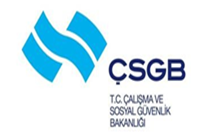 ÇSGB
T.C. ÇALIŞMA VE
SOSYAL GÜVENLİK
BAKANLIĞI